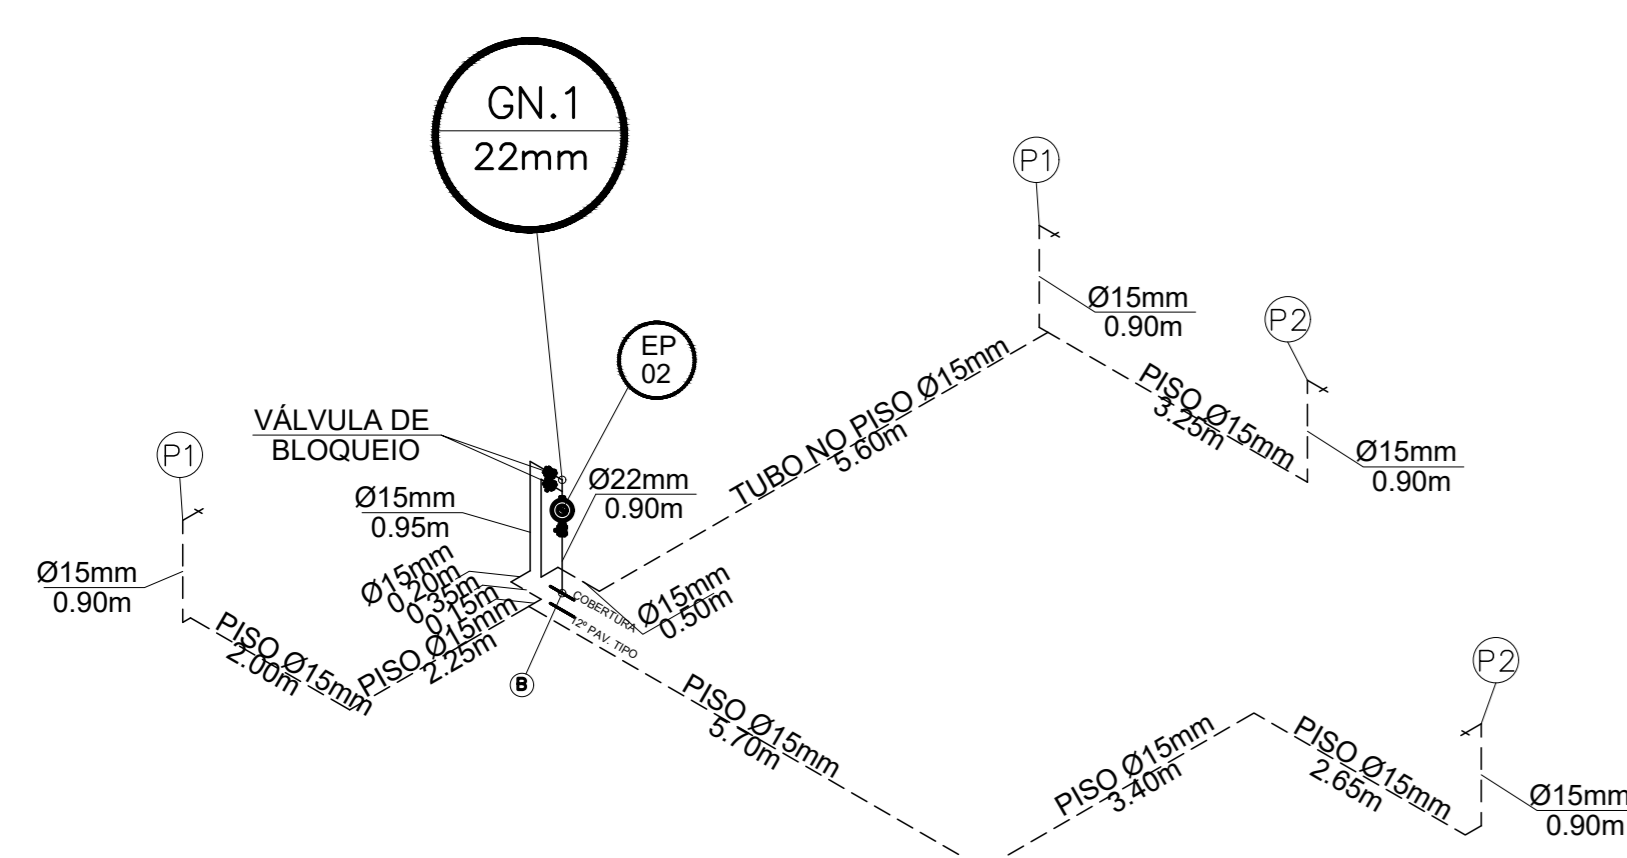 GN.1
22mm
EP
02
VÁLVULA DE
BLOQUEIO
P1
Ø15mm
0.90m
P2
Ø15mm
0.90m
TUBO NO PISO Ø15mm
5.60m
PISO Ø15mm
3.25m
P1
Ø15mm
0.90m
Ø15mm
0.95m
Ø22mm
0.90m
Ø15mm
0.20m
0.35m
0.15m
PISO Ø15mm
2.00m
PISO Ø15mm
2.25m
COBERTURA
12º PAV. TIPO
Ø15mm
0.50m
B
PISO Ø15mm
5.70m
PISO Ø15mm
3.40m
PISO Ø15mm
2.65m
P2
Ø15mm
0.90m